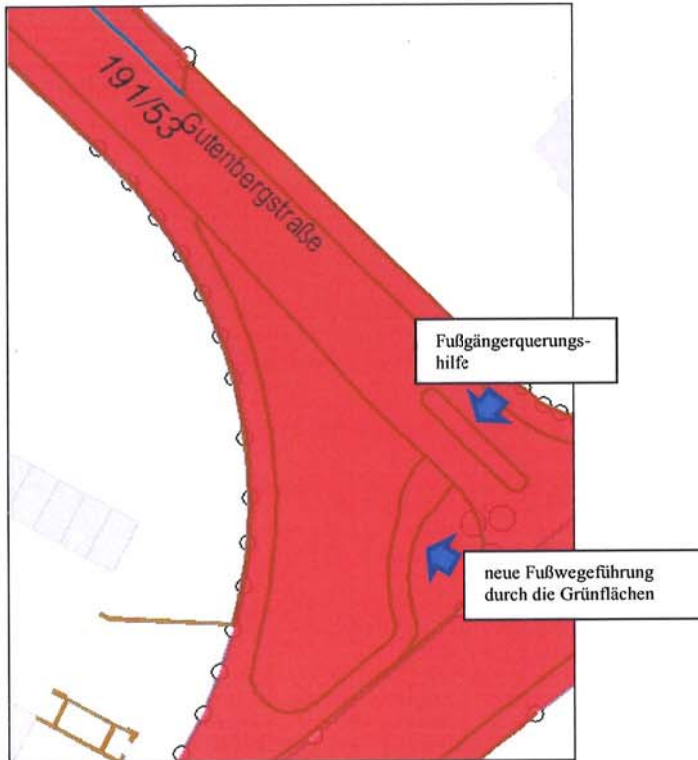 191/53
Gutenbergstraße
Fußgängerquerungs-
hilfe
neue Fußwegeführung
durch die Grünflächen